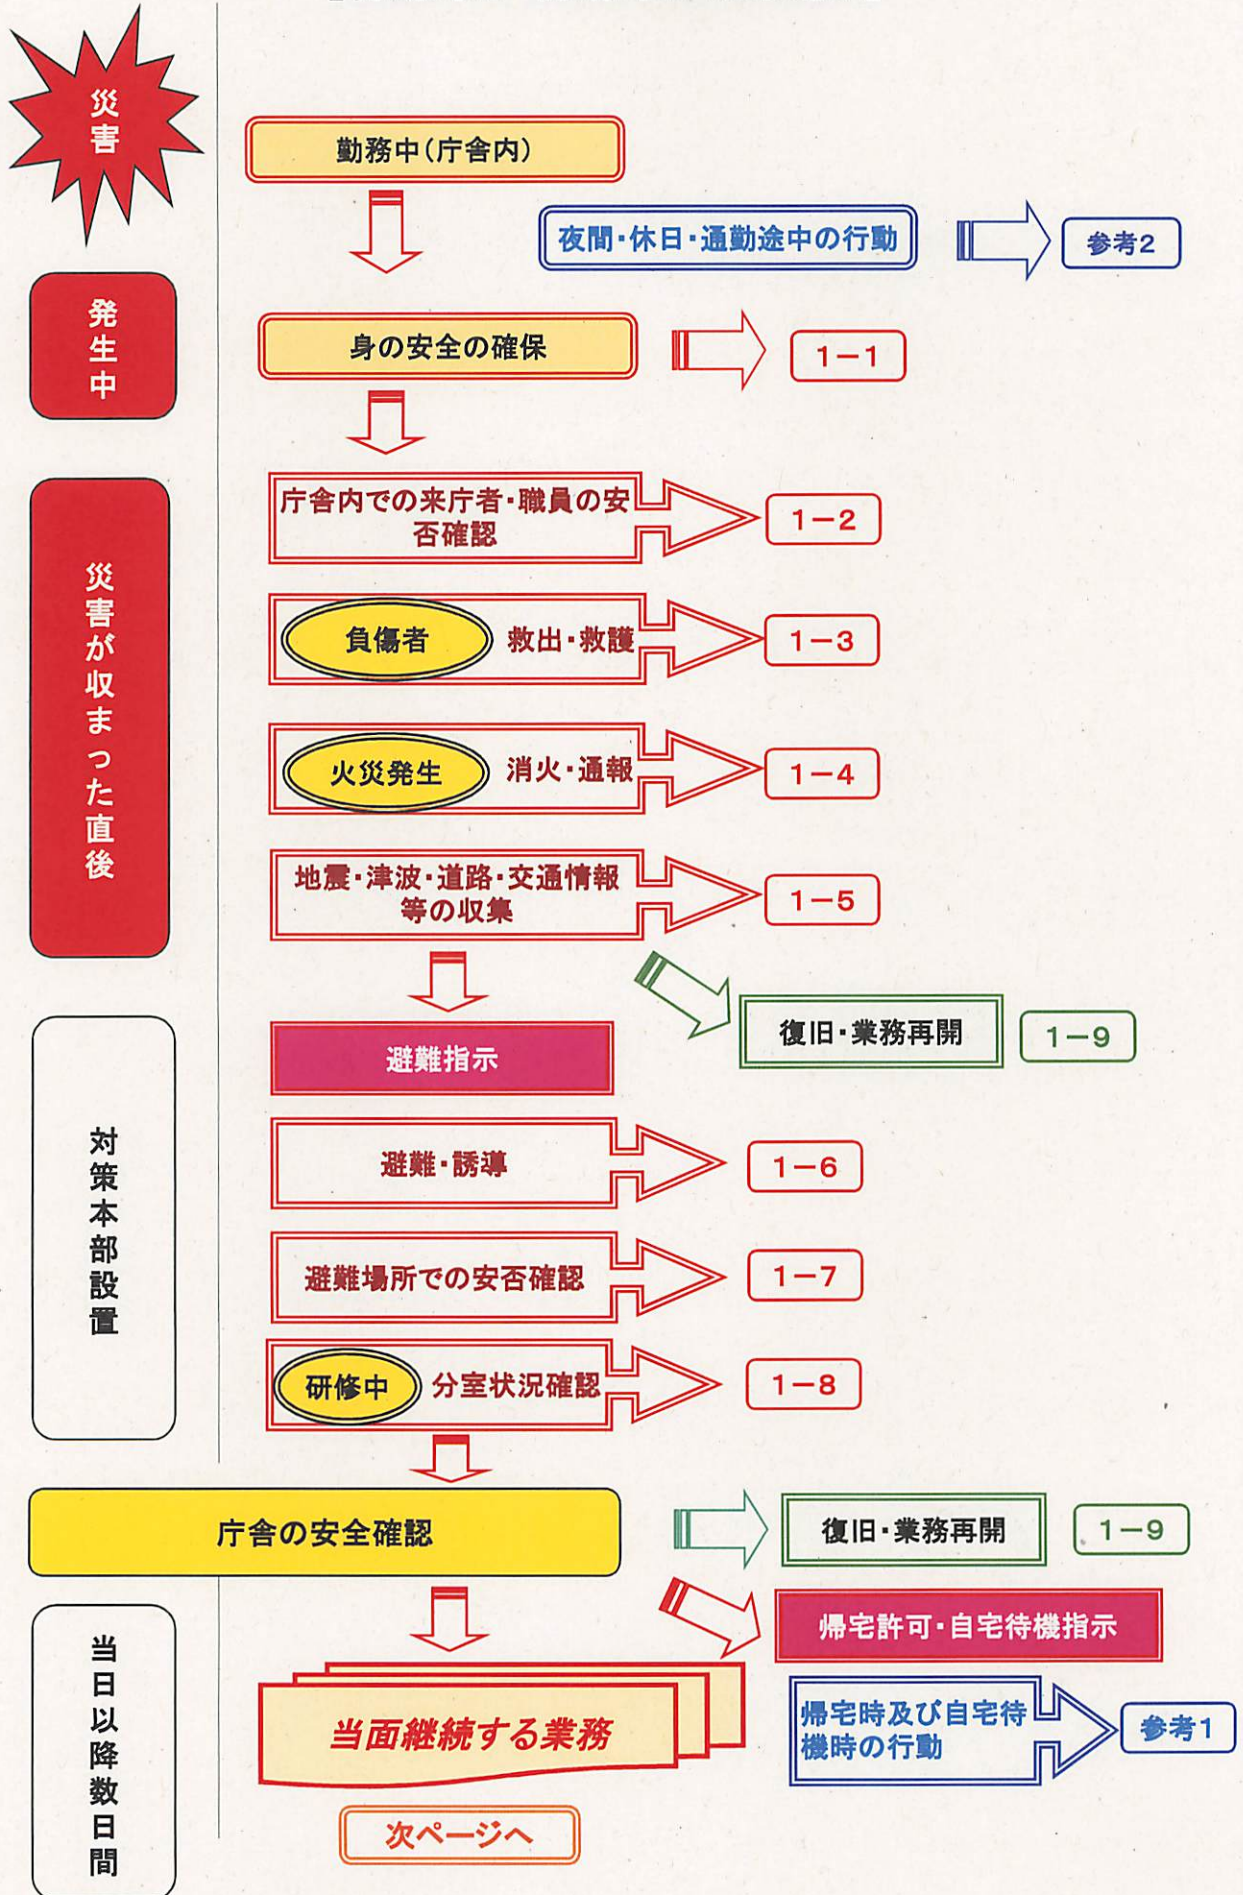 災害
勤務中(庁舎内)
夜間・休日・通勤途中の行動
参考2
発生中
身の安全の確保
1-1
災害が収まった直後
庁舎内での来庁者・職員の安
否確認
1-2
負傷者 救出・救護
1-3
火災発生 消火・通報
1-4
地震・津波・道路・交通情報
等の収集
1-5
対策本部設置
避難指示
復旧・業務再開
1-9
避難・誘導
1-6
避難場所での安否確認
1-7
研修中 分室状況確認
1-8
庁舎の安全確認
復旧・業務再開
1-9
当日以降数日間
帰宅許可・自宅待機指示
当面継続する業務
帰宅時及び自宅待
機時の行動
参考1
次ページへ